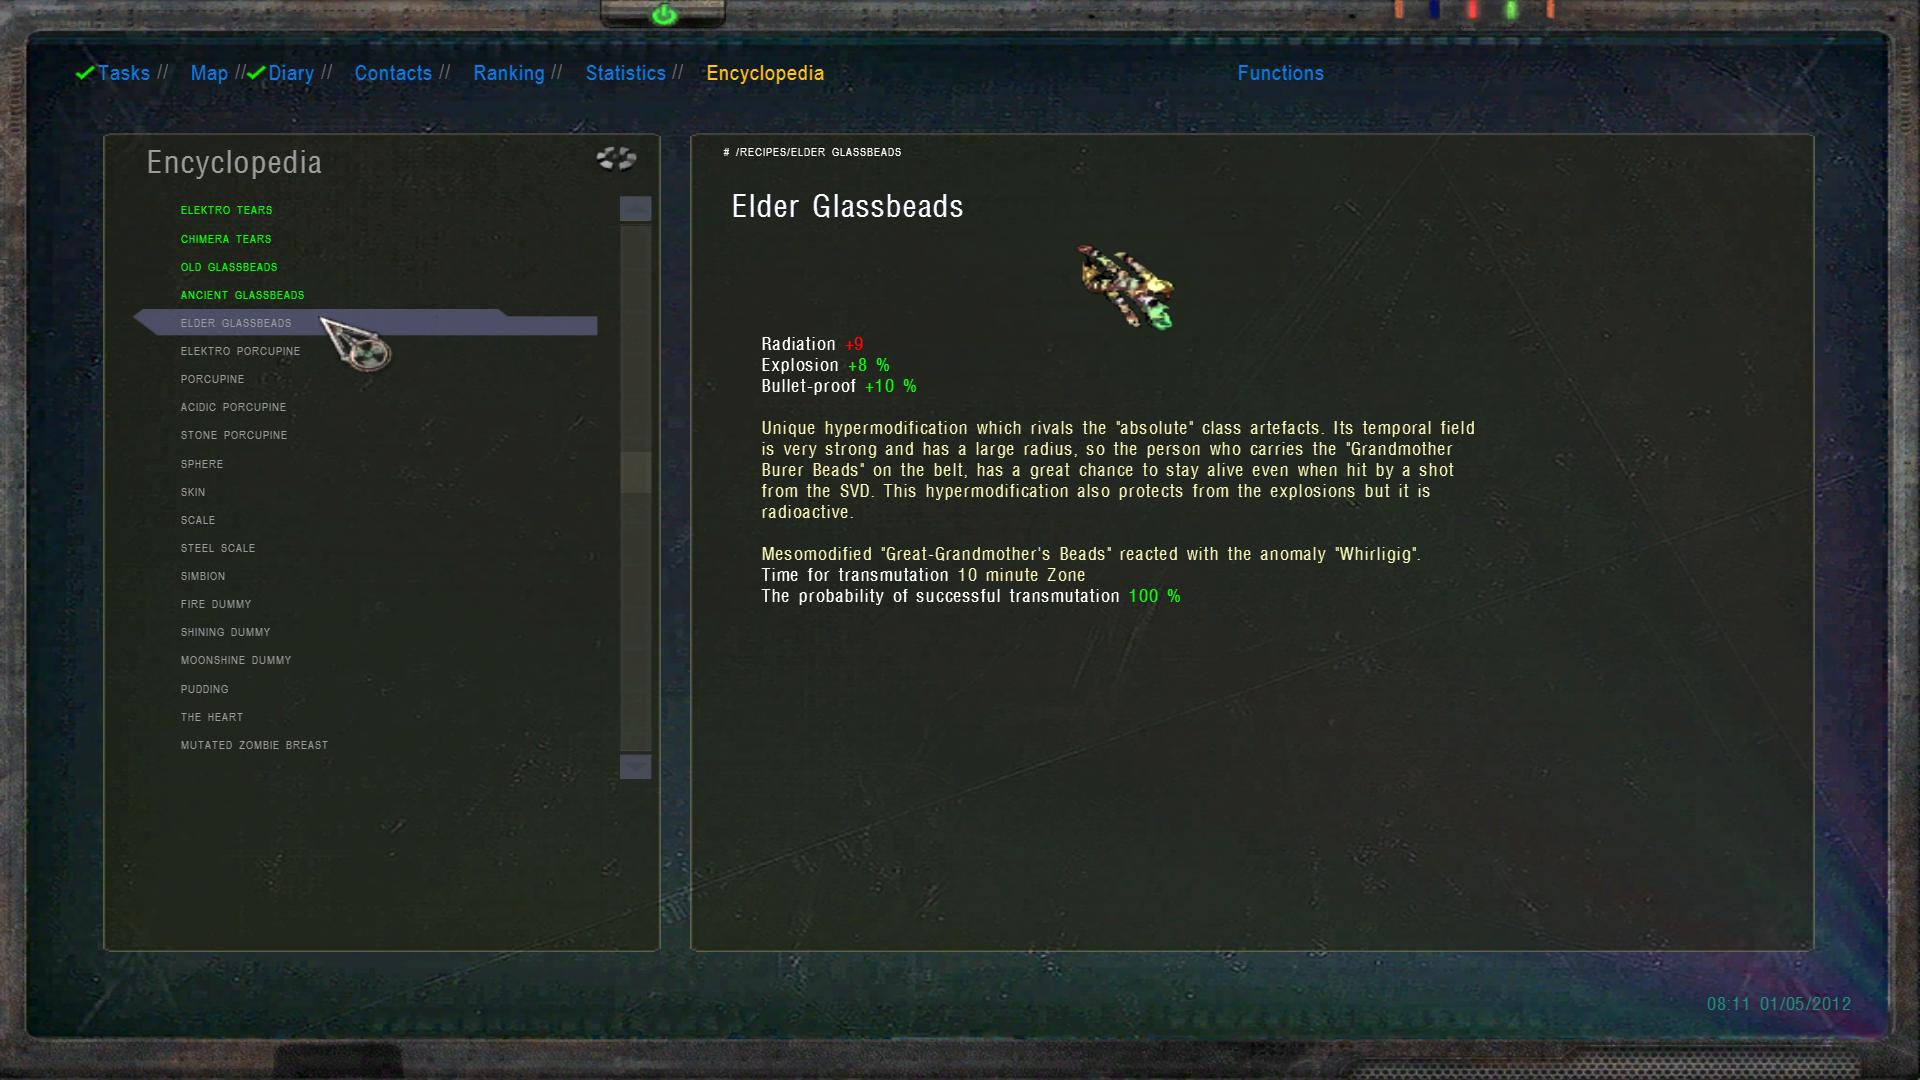 Tasks // Map // Diary // Contacts // Ranking // Statistics // Encyclopedia Functions
Encyclopedia
ELEKTRO TEARS
CHIMERA TEARS
OLD GLASSBEADS
ANCIENT GLASSBEADS
ELDER GLASSBEADS
ELEKTRO PORCUPINE
PORCUPINE
ACIDIC PORCUPINE
STONE PORCUPINE
SPHERE
SKIN
SCALE
STEEL SCALE
SIMBION
FIRE DUMMY
SHINING DUMMY
MOONSHINE DUMMY
PUDDING
THE HEART
MUTATED ZOMBIE BREAST
# /RECIPES/ELDER GLASSBEADS
Elder Glassbeads
Radiation +9
Explosion +8 %
Bullet-proof +10 %
Unique hypermodification which rivals the "absolute" class artefacts. Its temporal field
is very strong and has a large radius, so the person who carries the "Grandmother
Burer Beads" on the belt, has a great chance to stay alive even when hit by a shot
from the SVD. This hypermodification also protects from the explosions but it is
radioactive.
Mesomodified "Great-Grandmother's Beads" reacted with the anomaly "Whirligig".
Time for transmutation 10 minute Zone
The probability of successful transmutation 100 %
08:11 01/05/2012